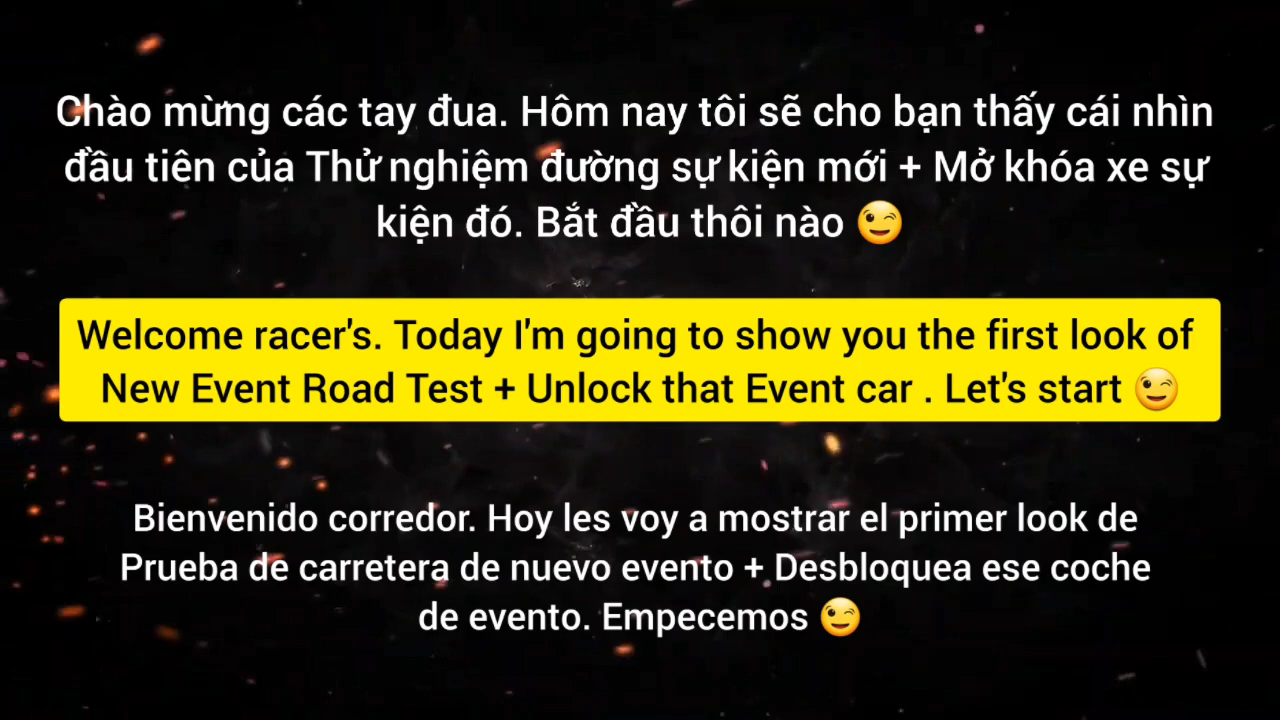 Chào mừng các tay đua. Hôm nay tôi sẽ cho bạn thấy cái nhìn
đầu tiên của Thử nghiệm đường sự kiện mới + Mở khóa xe sự
kiện đó. Bắt đầu thôi nào 😉
Welcome racer's. Today I'm going to show you the first look of
New Event Road Test + Unlock that Event car . Let's start 😉
Bienvenido corredor. Hoy les voy a mostrar el primer look de
Prueba de carretera de nuevo evento + Desbloquea ese coche
de evento. Empecemos 😉